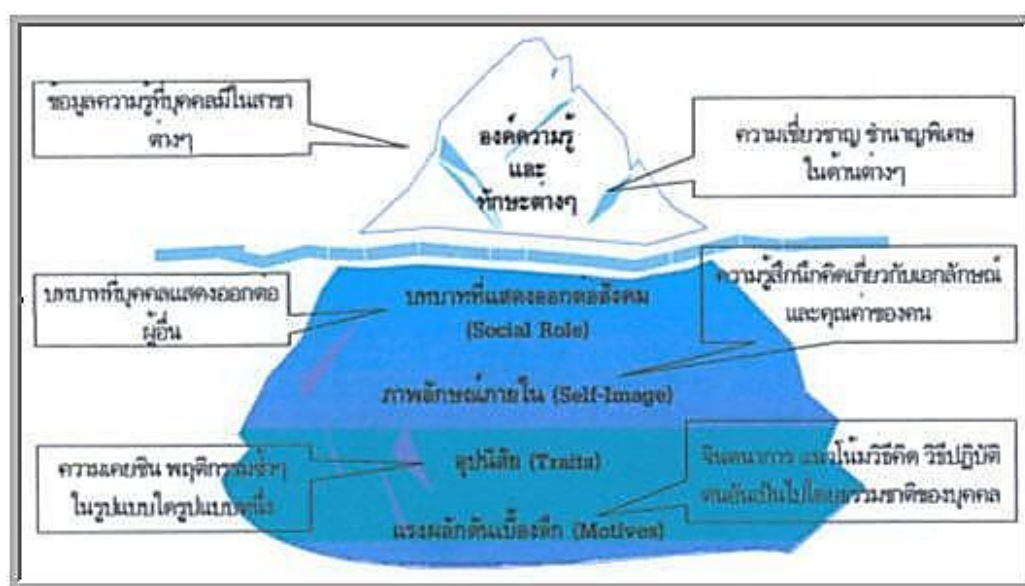 ข้อมูลความรู้ที่บุคคลมีในสาขา
ต่างๆ
องค์ความรู้
และ
ทักษะต่างๆ
ความเชี่ยวชาญ ชำนาญพิเศษ
ในด้านต่างๆ
บทบาทที่บุคคลแสดงออกต่อ
ผู้อื่น
บทบาทที่แสดงออกต่อสังคม
(Social Role)
ความรู้สึกนึกคิดเกี่ยวกับเอกลักษณ์
และคุณค่าของคน
ภาพลักษณ์ภายใน (Self-Image)
ความเคยชิน พฤติกรรมซ้ำๆ
ในรูปแบบใดรูปแบบหนึ่ง
อุปนิสัย (Traits)
จินตนาการ แนวโน้มวิธีคิด วิธีปฏิบัติ
ตนอันเป็นไปโดยธรรมชาติของบุคคล
แรงผลักดันเบื้องลึก (Motives)